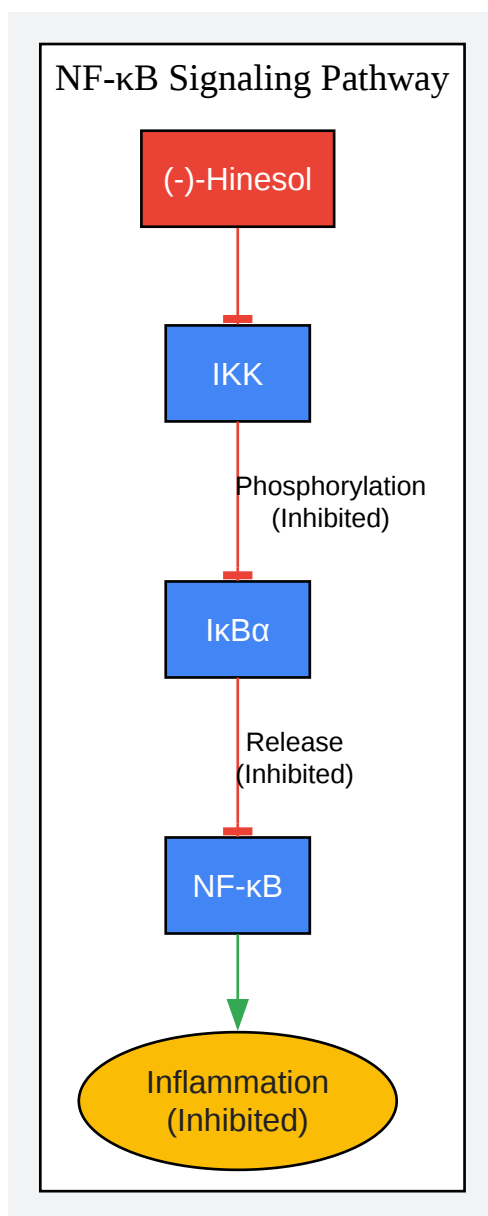 NF-κB Signaling Pathway
(-)-Hinesol
IKK
Phosphorylation
(Inhibited)
IκBα
Release
(Inhibited)
NF-κB
Inflammation
(Inhibited)